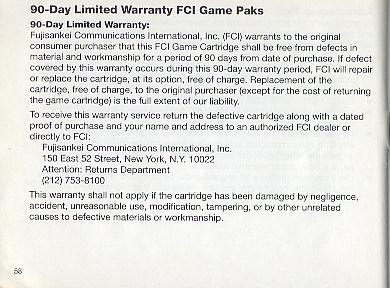 90-Day Limited Warranty FCI Game Paks
90-Day Limited Warranty:
Fujisankei Communications International, Inc. (FCI) warrants to the original
consumer purchaser that this FCI Game Cartridge shall be free from defects in
material and workmanship for a period of 90 days from date of purchase. If defect
covered by this warranty occurs during this 90-day warranty period, FCI will repair
or replace the cartridge, at its option, free of charge. Replacement of the
cartridge, free of charge, to the original purchaser (except for the cost of returning
the game cartridge) is the full extent of our liability.
To receive this warranty service return the defective cartridge along with a dated
proof of purchase and your name and address to an authorized FCI dealer or
directly to FCI:
Fujisankei Communications International, Inc.
150 East 52 Street, New York, N.Y. 10022
Attention: Returns Department
(212) 753-8100
This warranty shall not apply if the cartridge has been damaged by negligence,
accident, unreasonable use, modification, tampering, or by other unrelated
causes to defective materials or workmanship.
58